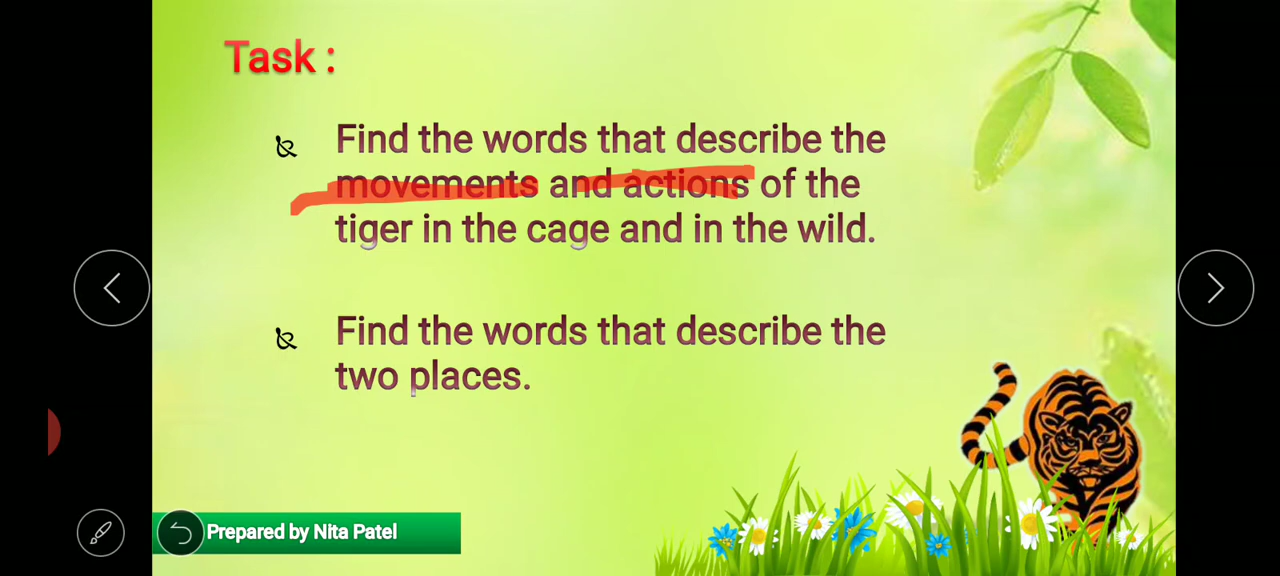 Task :
Find the words that describe the
movements and actions of the
tiger in the cage and in the wild.
Find the words that describe the
two places.
Prepared by Nita Patel